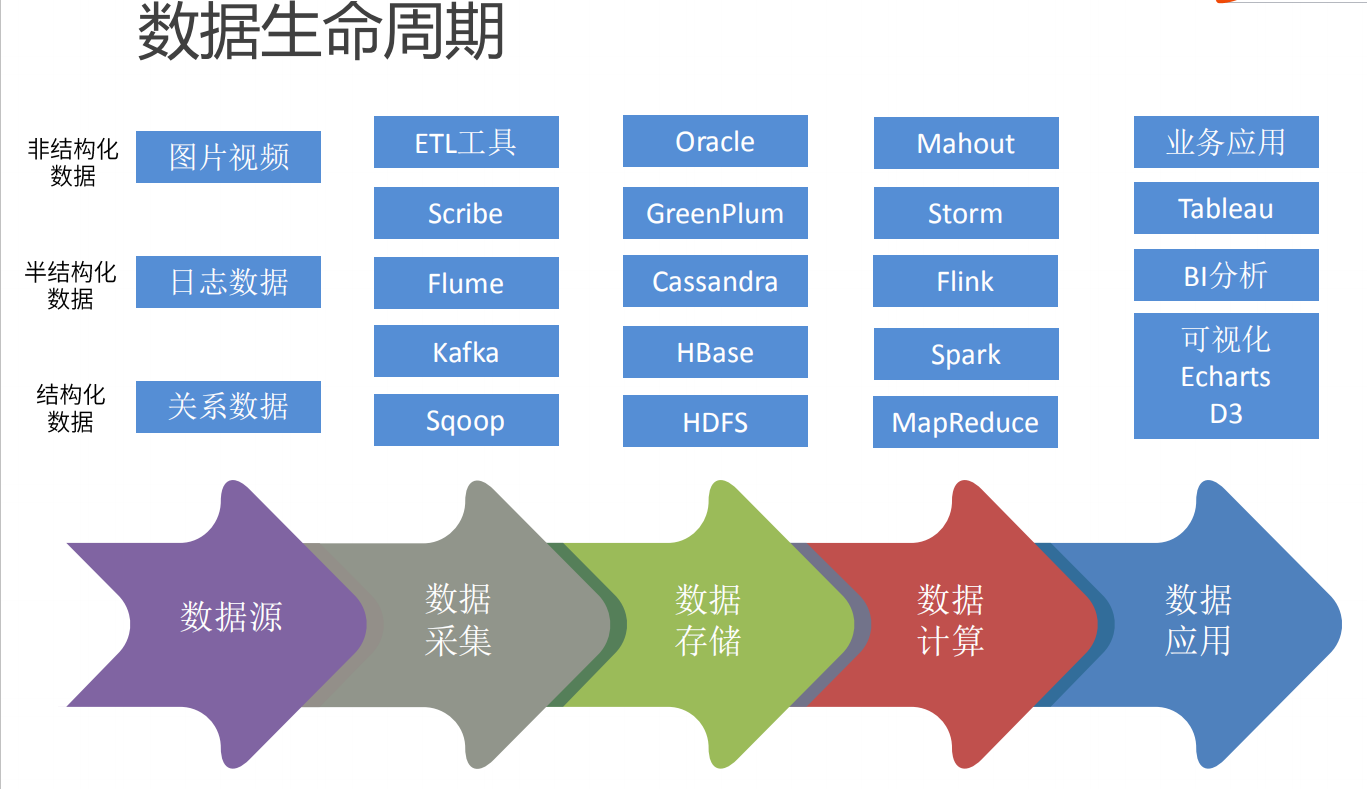 数据生命周期
非结构化
数据
图片视频
半结构化
数据
日志数据
结构化
数据
关系数据
ETL工具
Scribe
Flume
Kafka
Sqoop
Oracle
GreenPlum
Cassandra
HBase
HDFS
Mahout
Storm
Flink
Spark
MapReduce
业务应用
Tableau
BI分析
可视化
Echarts
D3
数据源
数据
采集
数据
存储
数据
计算
数据
应用